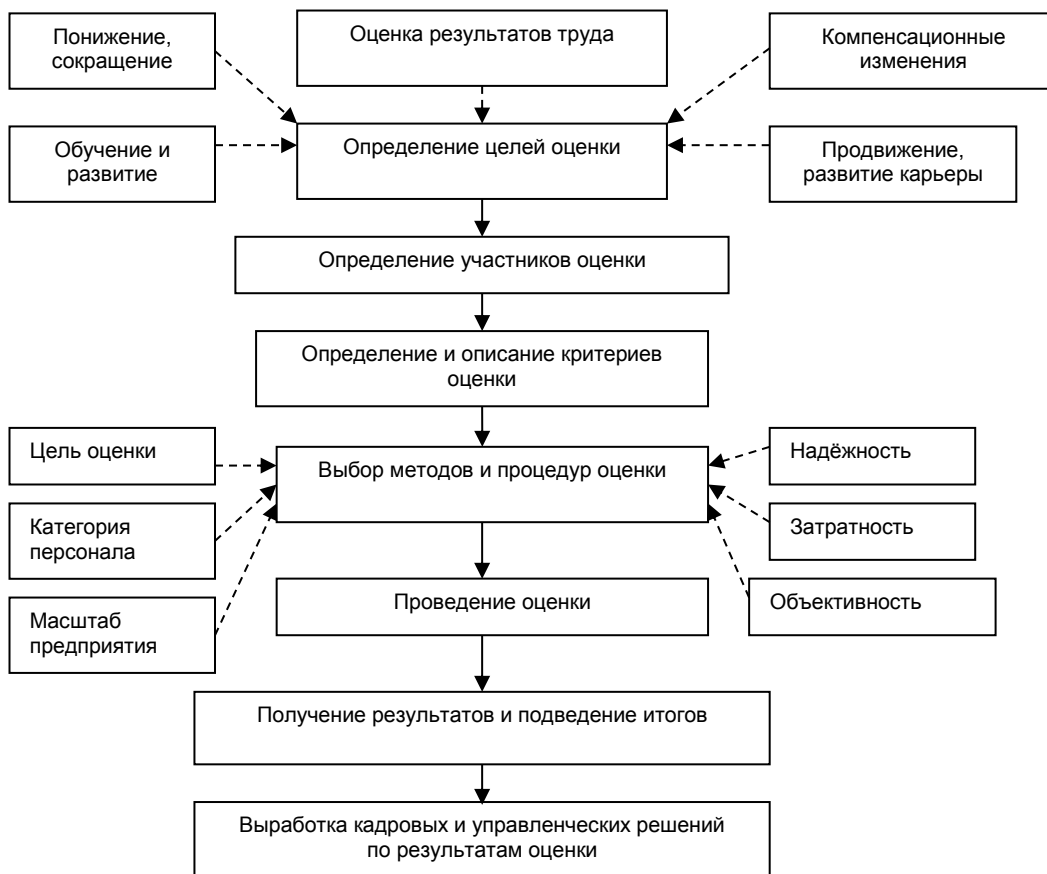 Понижение,
сокращение
Оценка результатов труда
Компенсационные
изменения
Обучение и
развитие
Определение целей оценки
Продвижение,
развитие карьеры
Определение участников оценки
Определение и описание критериев
оценки
Цель оценки
Выбор методов и процедур оценки
Надёжность
Категория
персонала
Затратность
Масштаб
предприятия
Проведение оценки
Объективность
Получение результатов и подведение итогов
Выработка кадровых и управленческих решений
по результатам оценки